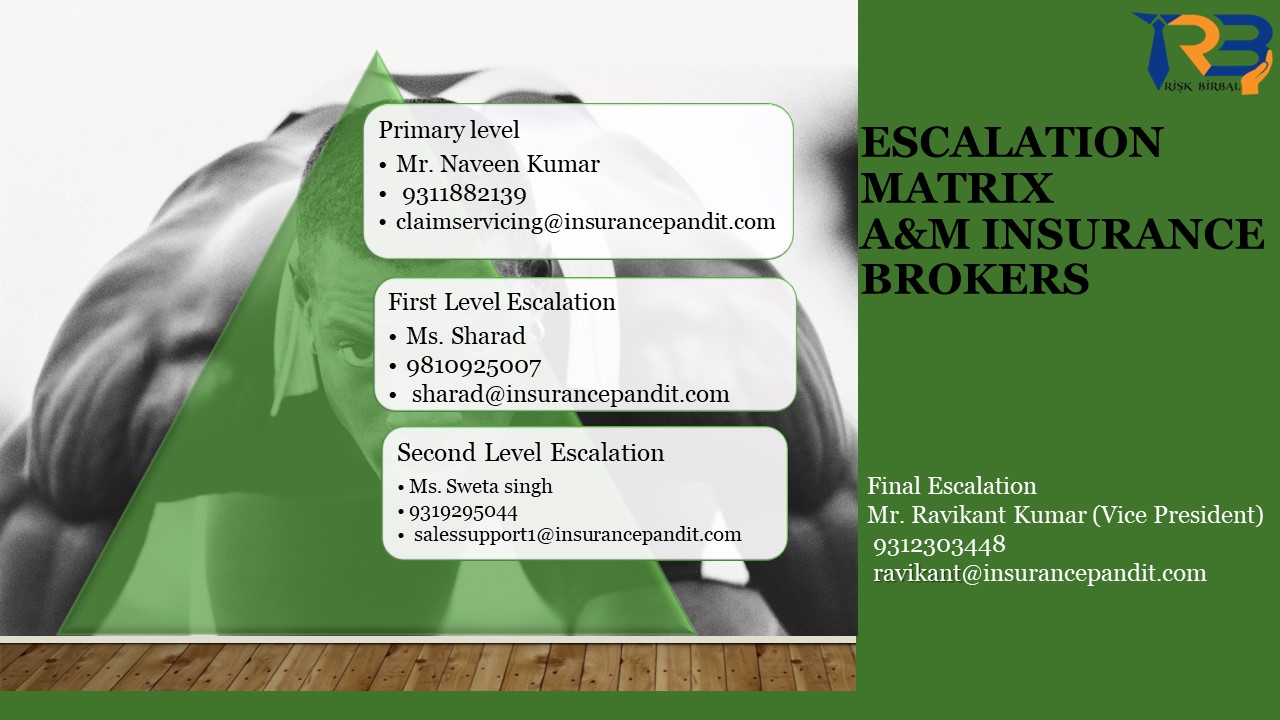 RISK BIRBAL
ESCALATION
MATRIX
A&M INSURANCE
BROKERS
Primary level
• Mr. Naveen Kumar
• 9311882139
• claimservicing@insurancepandit.com
First Level Escalation
• Ms. Sharad
• 9810925007
• sharad@insurancepandit.com
Second Level Escalation
• Ms. Sweta singh
• 9319295044
• salessupport1@insurancepandit.com
Final Escalation
Mr. Ravikant Kumar (Vice President)
9312303448
ravikant@insurancepandit.com